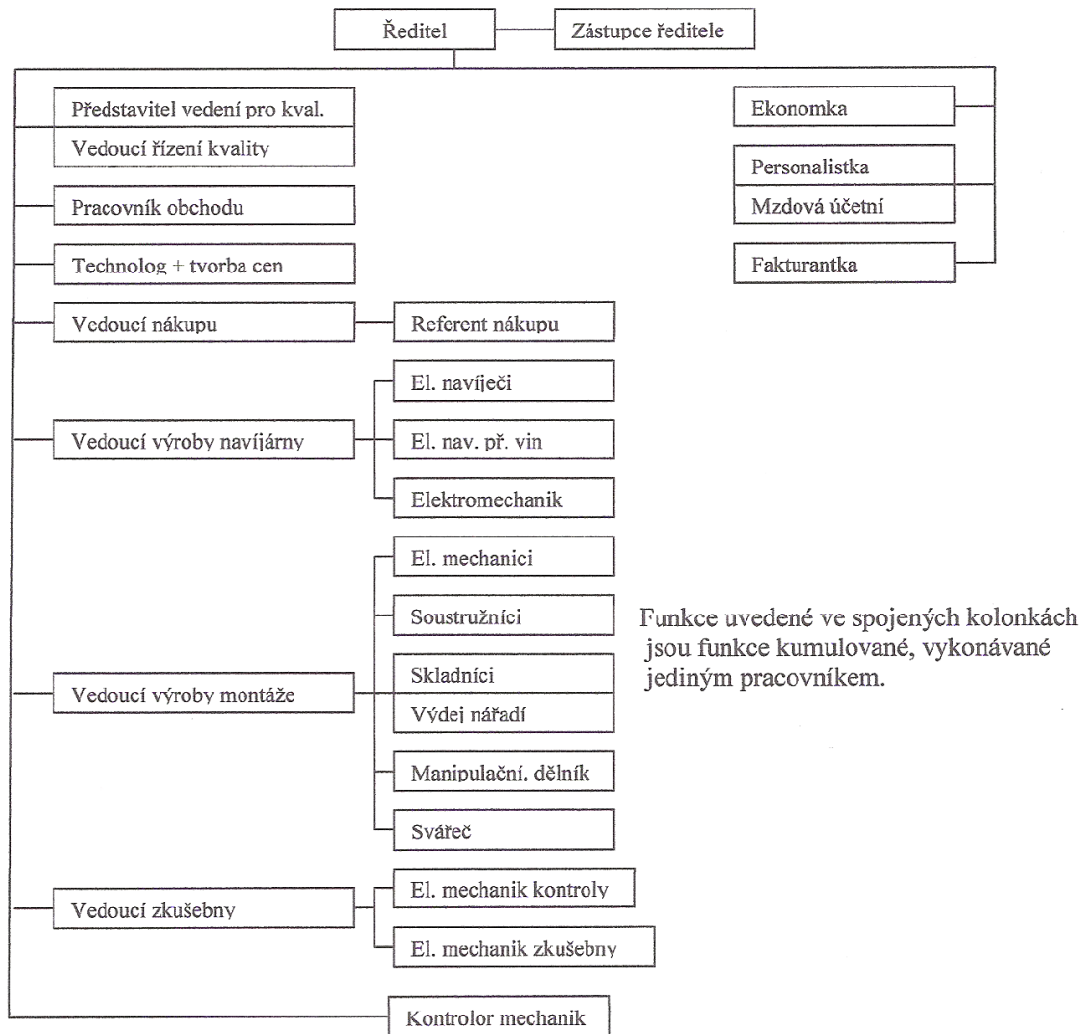 Ředitel
Zástupce ředitele
Představitel vedení pro kval.
Vedoucí řízení kvality
Pracovník obchodu
Technolog + tvorba cen
Vedoucí nákupu
Referent nákupu
Vedoucí výroby navíjárny
El. navíječi
El. nav. př. vin
Elektromechanik
Vedoucí výroby montáže
El. mechanici
Soustružníci
Skladníci
Výdej nářadí
Manipulační. dělník
Svářeč
Vedoucí zkušebny
El. mechanik kontroly
El. mechanik zkušebny
Kontrolor mechanik
Ekonomka
Personalistka
Mzdová účetní
Fakturantka
Funkce uvedené ve spojených kolonkách
jsou funkce kumulované, vykonávané
jediným pracovníkem.